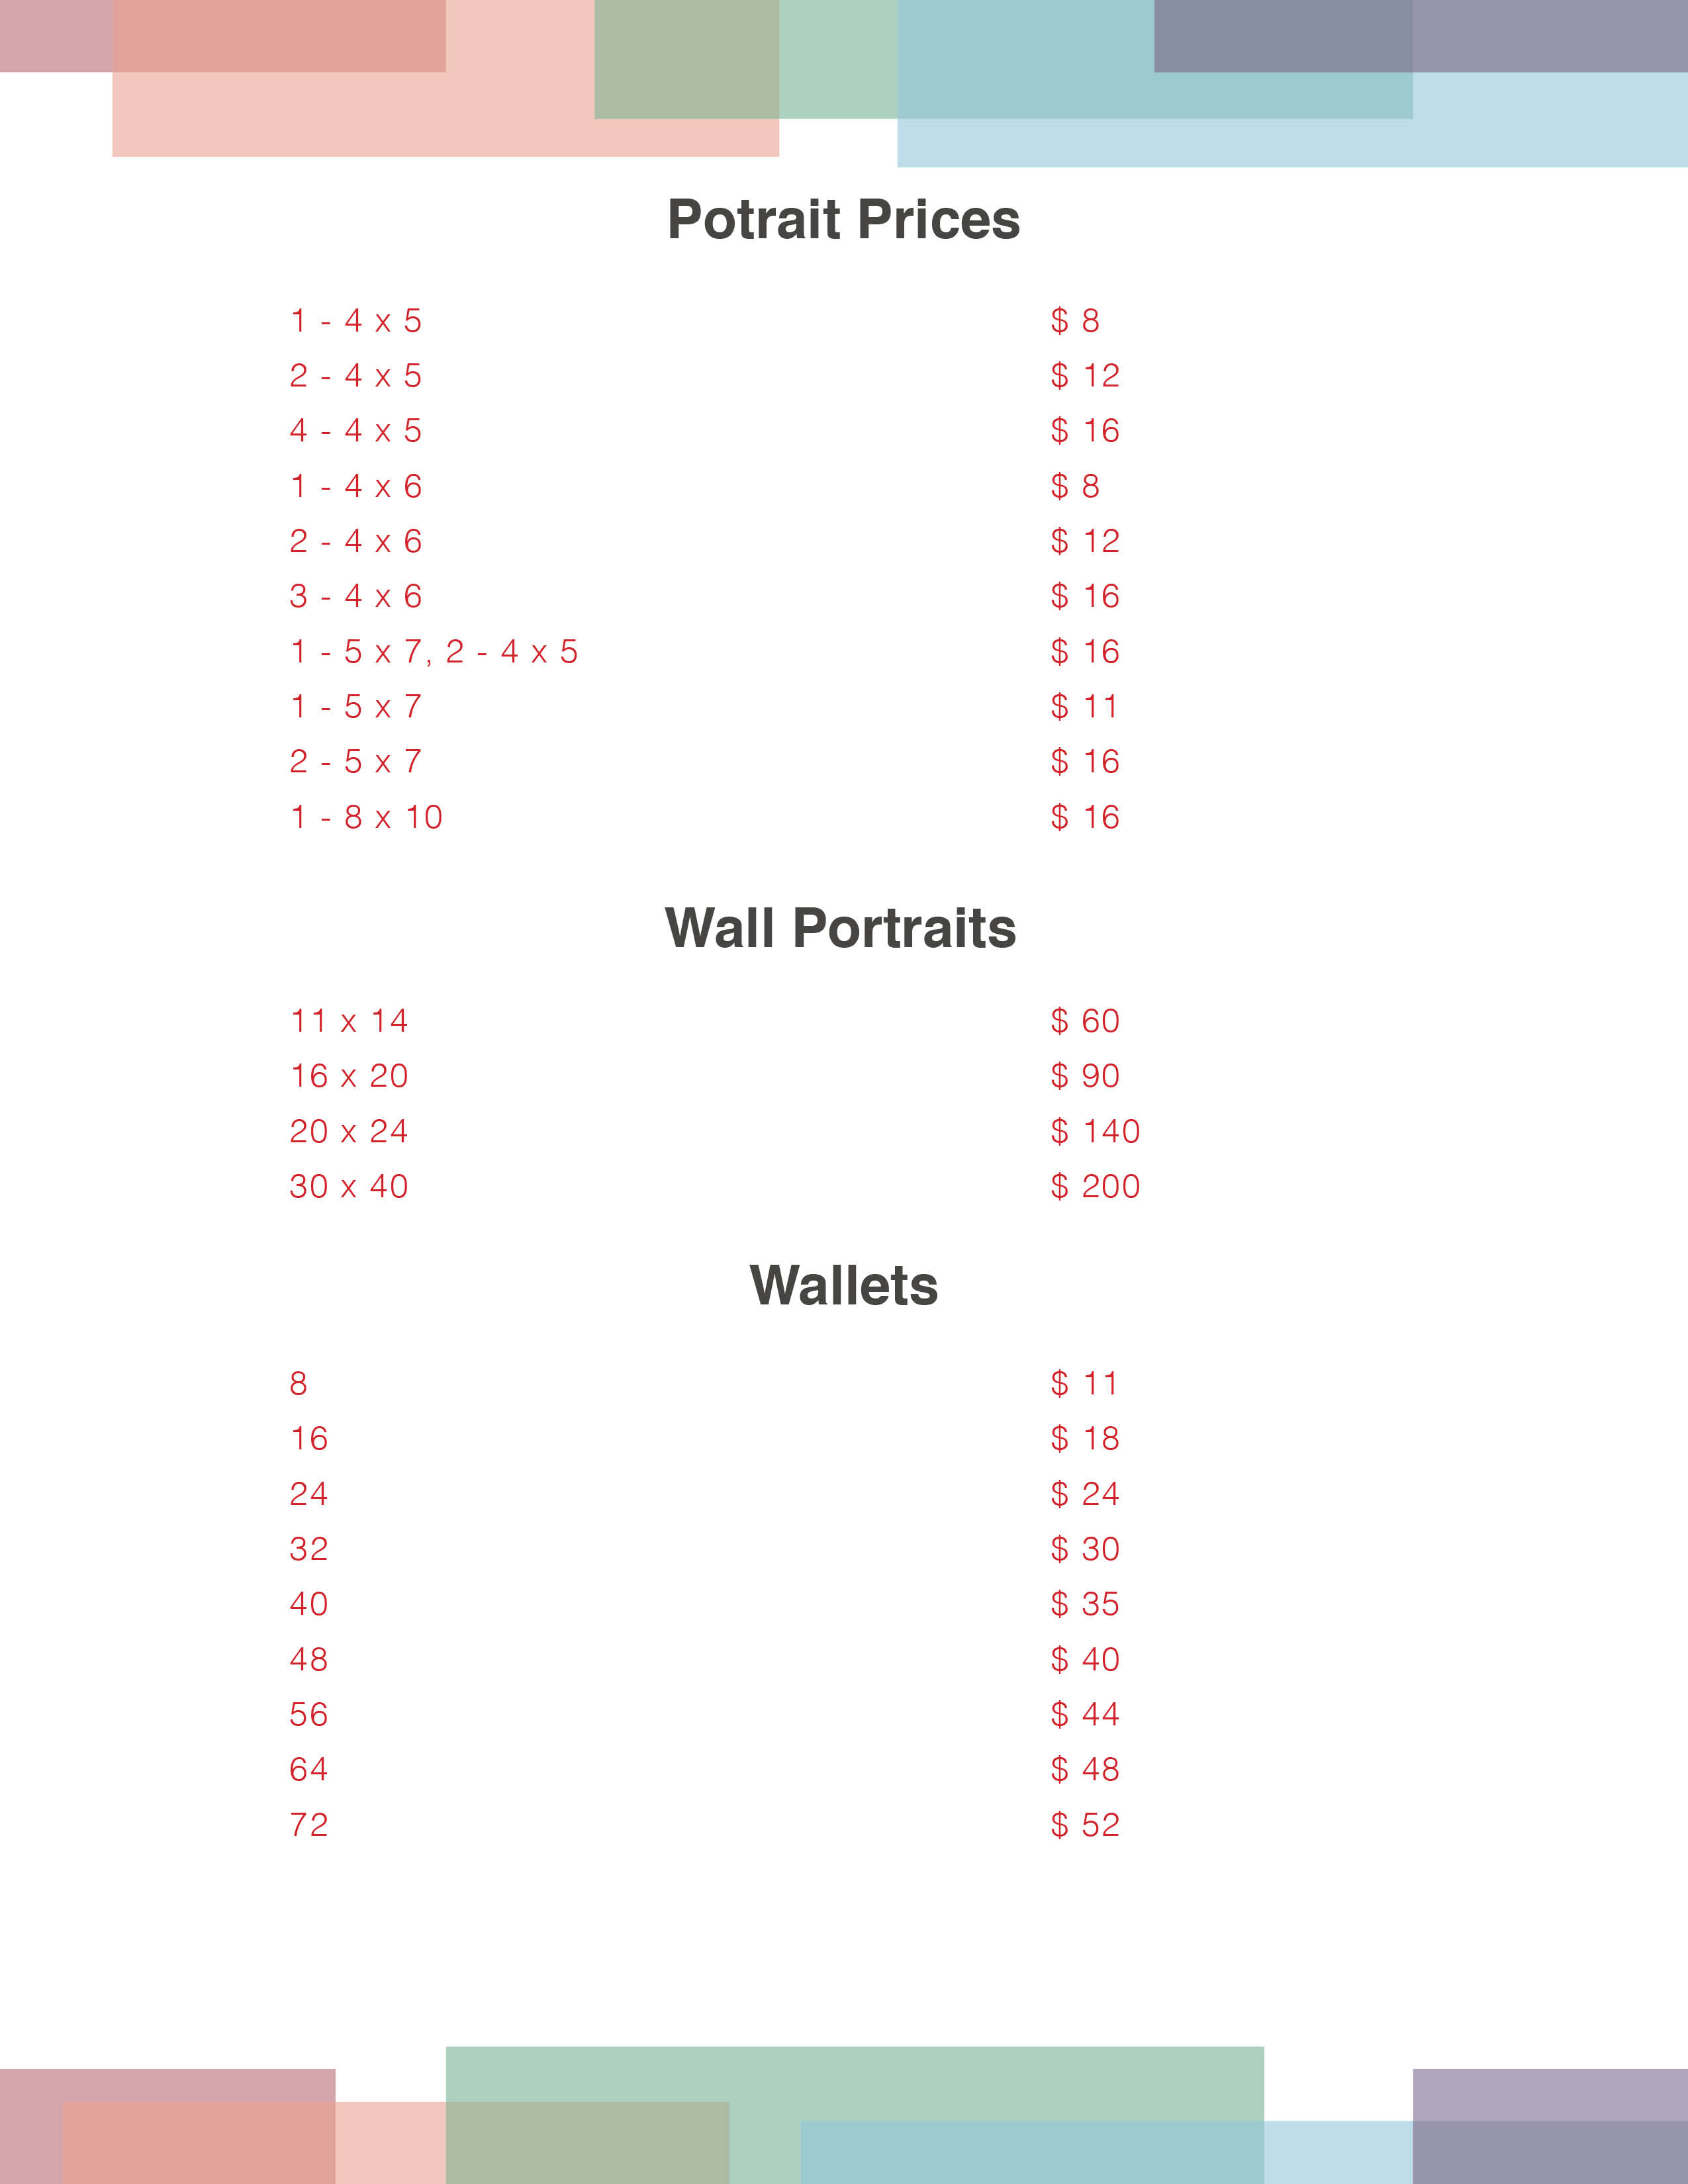 Potrait Prices
1 - 4 x 5 $ 8
2 - 4 x 5 $ 12
4 - 4 x 5 $ 16
1 - 4 x 6 $ 8
2 - 4 x 6 $ 12
3 - 4 x 6 $ 16
1 - 5 x 7, 2 - 4 x 5 $ 16
1 - 5 x 7 $ 11
2 - 5 x 7 $ 16
1 - 8 x 10 $ 16
Wall Portraits
11 x 14 $ 60
16 x 20 $ 90
20 x 24 $ 140
30 x 40 $ 200
Wallets
8 $ 11
16 $ 18
24 $ 24
32 $ 30
40 $ 35
48 $ 40
56 $ 44
64 $ 48
72 $ 52